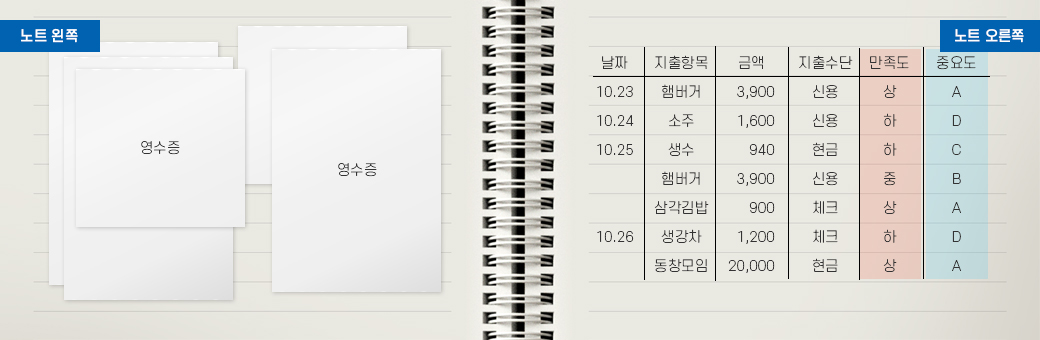 노트 왼쪽
영수증
영수증
노트 오른쪽
날짜 지출항목 금액 지출수단 만족도 중요도
10.23 햄버거 3,900 신용 상 A
10.24 소주 1,600 신용 하 D
10.25 생수 940 현금 하 C
햄버거 3,900 신용 중 B
삼각김밥 900 체크 상 A
10.26 생강차 1,200 체크 하 D
동창모임 20,000 현금 상 A